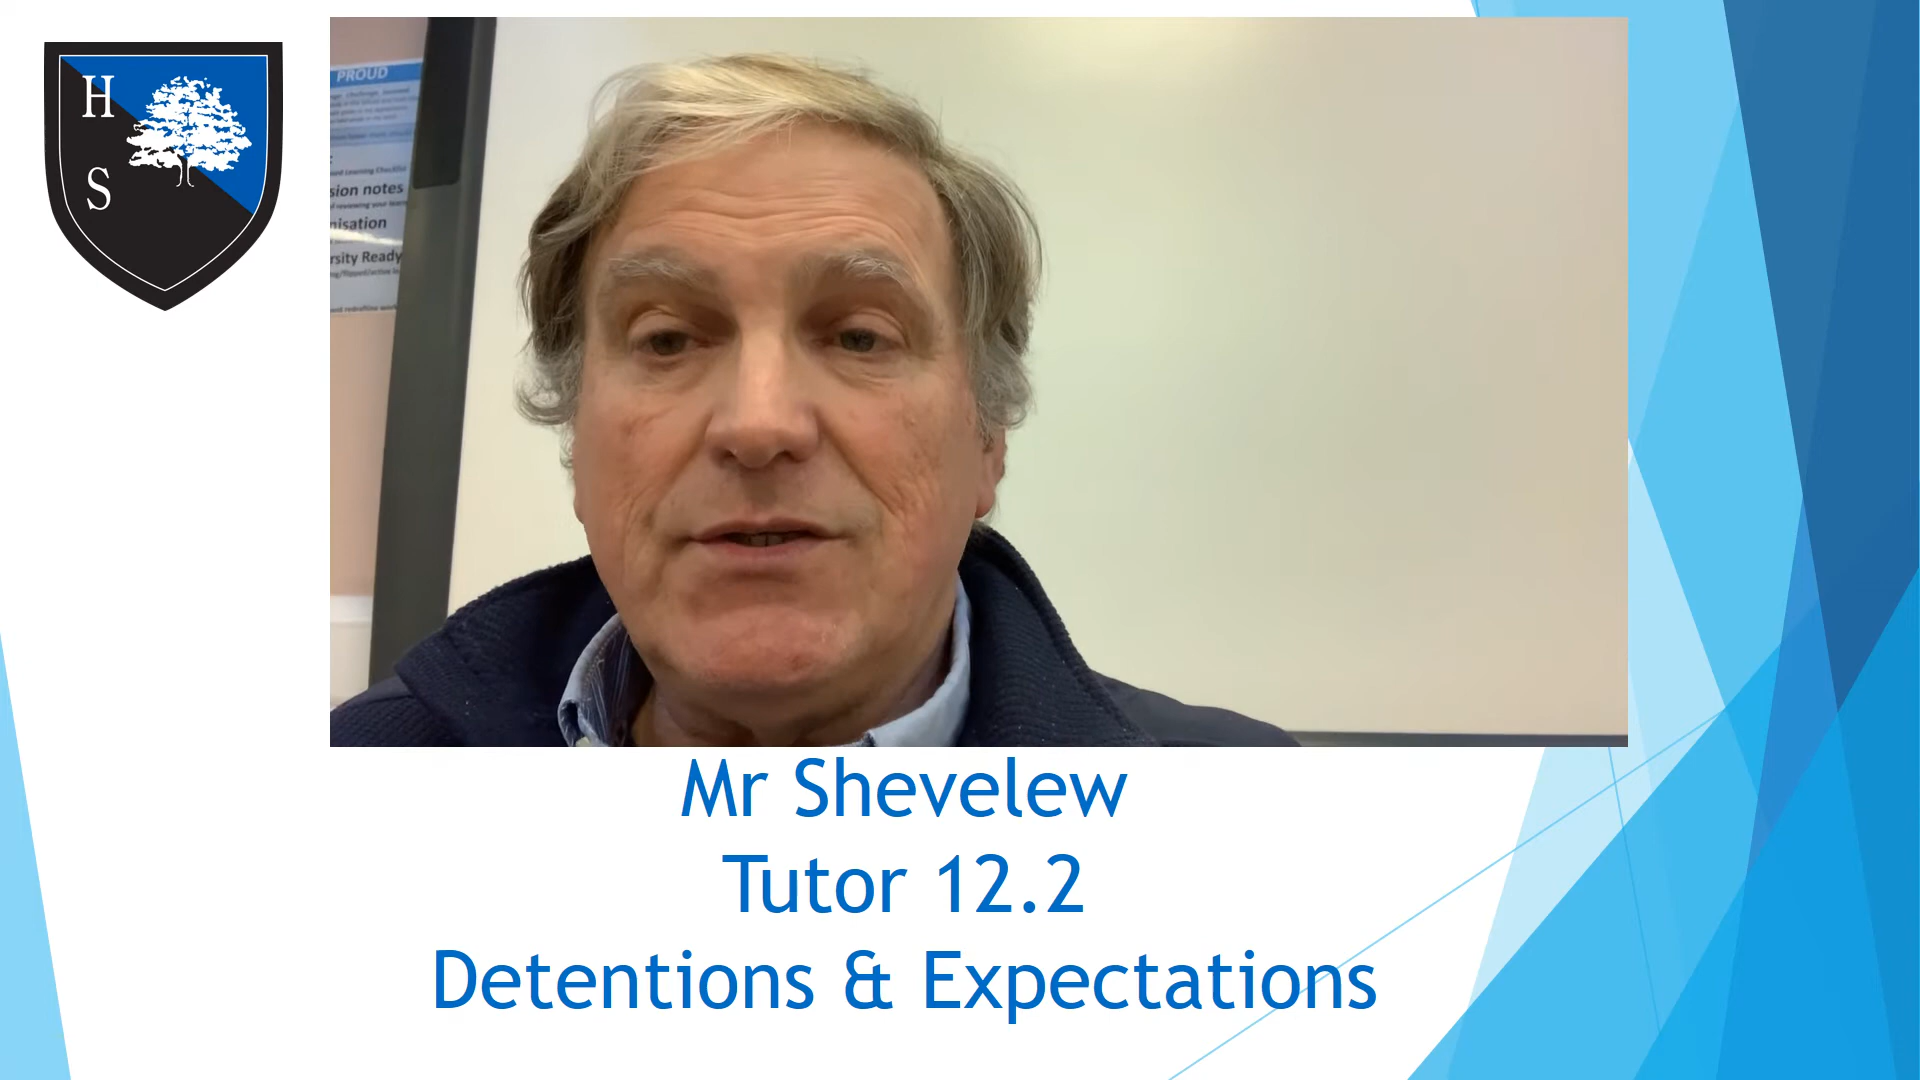 H
S
PROUD
sion notes
nisation
rsity Ready
Mr Shevelew
Tutor 12.2
Detentions & Expectations